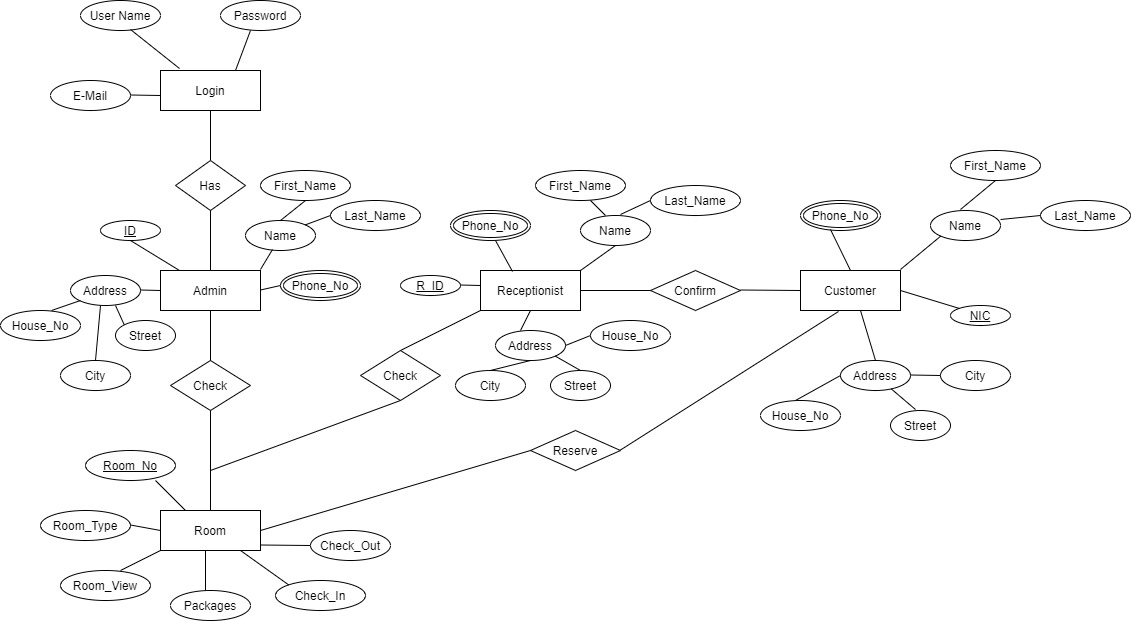 User Name
Password
E-Mail
Login
Has
First_Name
Last_Name
Name
ID
Address
Admin
Phone_No
House_No
Street
City
Check
First_Name
Last_Name
Phone_No
Name
R_ID
Receptionist
Confirm
Address
House_No
City
Street
Check
First_Name
Phone_No
Name
Last_Name
Customer
NIC
Address
City
House_No
Street
Reserve
Room_No
Room_Type
Room
Check_Out
Room_View
Packages
Check_In